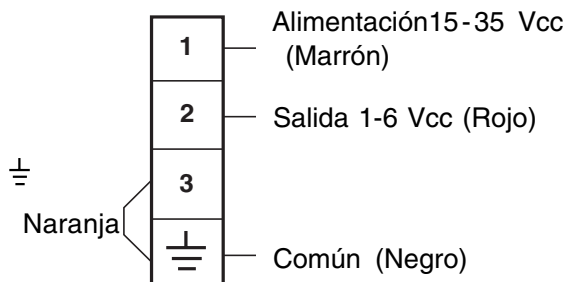 1
Alimentación15-35 Vcc
(Marrón)
2
Salida 1-6 Vcc (Rojo)
3
Naranja
Común (Negro)